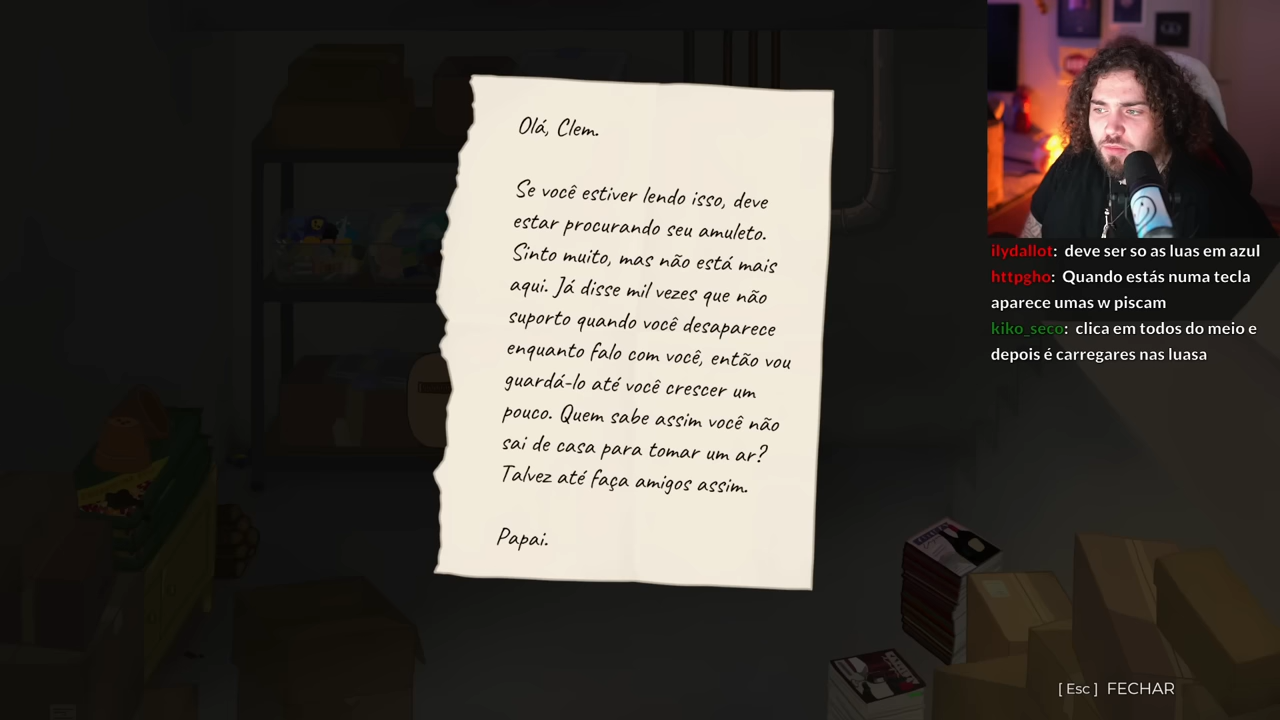 Olá, Clem.
Se você estiver lendo isso, deve
estar procurando seu amuleto.
Sinto muito, mas não está mais
aqui. Já disse mil vezes que não
suporto quando você desaparece
enquanto falo com você, então vou
guardá-lo até você crescer um
pouco. Quem sabe assim você não
sai de casa para tomar um ar?
Talvez até faça amigos assim.
Papai.
ilydallot: deve ser so as luas em azul
httpgho: Quando estás numa tecla
aparece umas w piscam
kiko_seco: clica em todos do meio e
depois é carregares nas luasa
[ Esc ] FECHAR